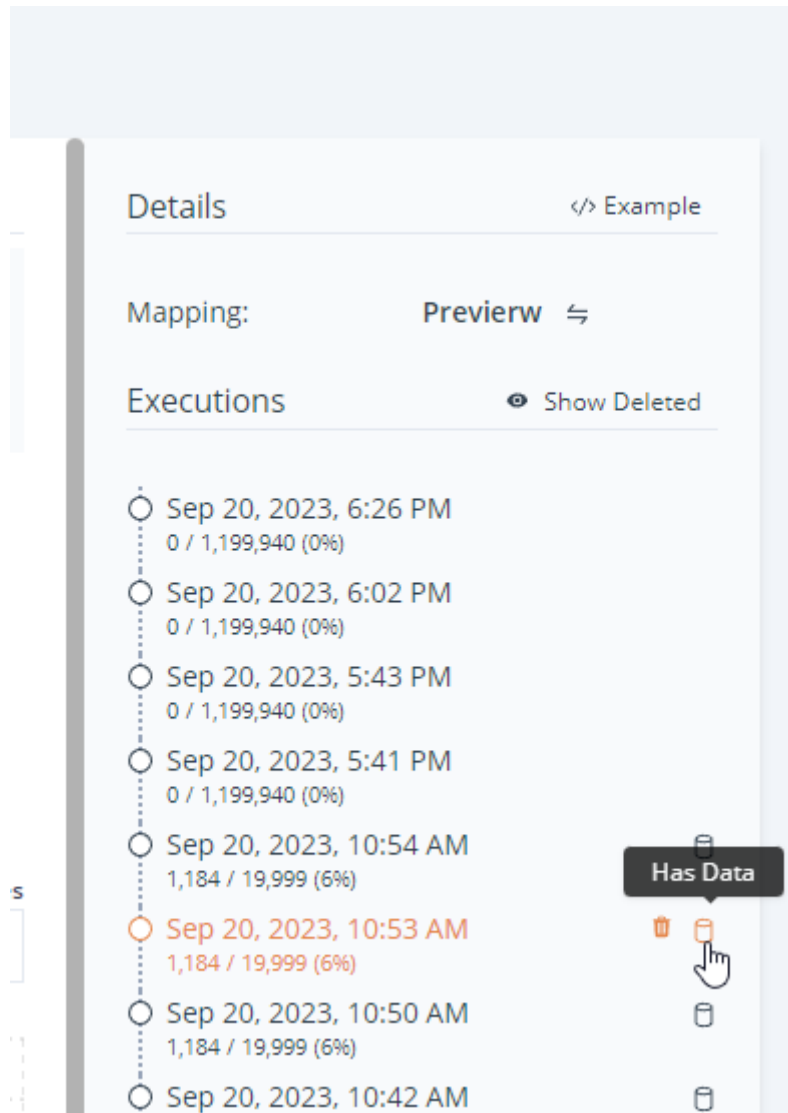 Details
</> Example
Mapping:
Previerw
Executions
Show Deleted
Sep 20, 2023, 6:26 PM
0 / 1,199,940 (0%)
Sep 20, 2023, 6:02 PM
0 / 1,199,940 (0%)
Sep 20, 2023, 5:43 PM
0 / 1,199,940 (0%)
Sep 20, 2023, 5:41 PM
0 / 1,199,940 (0%)
Sep 20, 2023, 10:54 AM
1,184 / 19,999 (6%)
Has Data
s
Sep 20, 2023, 10:53 AM
1,184 / 19,999 (6%)
Sep 20, 2023, 10:50 AM
1,184 / 19,999 (6%)
Sep 20, 2023, 10:42 AM